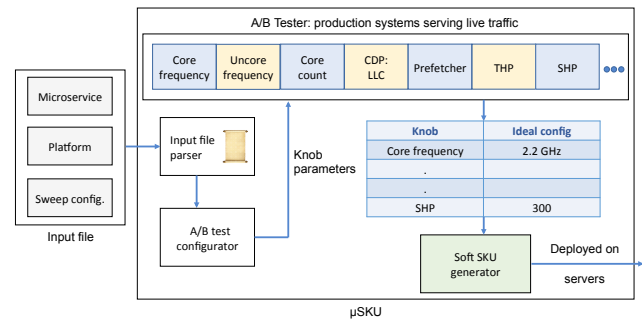 A/B Tester: production systems serving live traffic
Core
frequency
Uncore
frequency
Core
count
CDP:
LLC
Prefetcher
THP
SHP
Microservice
Platform
Sweep config.
Input file
Input file
parser
A/B test
configurator
Knob
parameters
Knob Ideal config
Core frequency 2.2 GHz
.
.
SHP 300
Soft SKU
generator
Deployed on
servers
μSKU